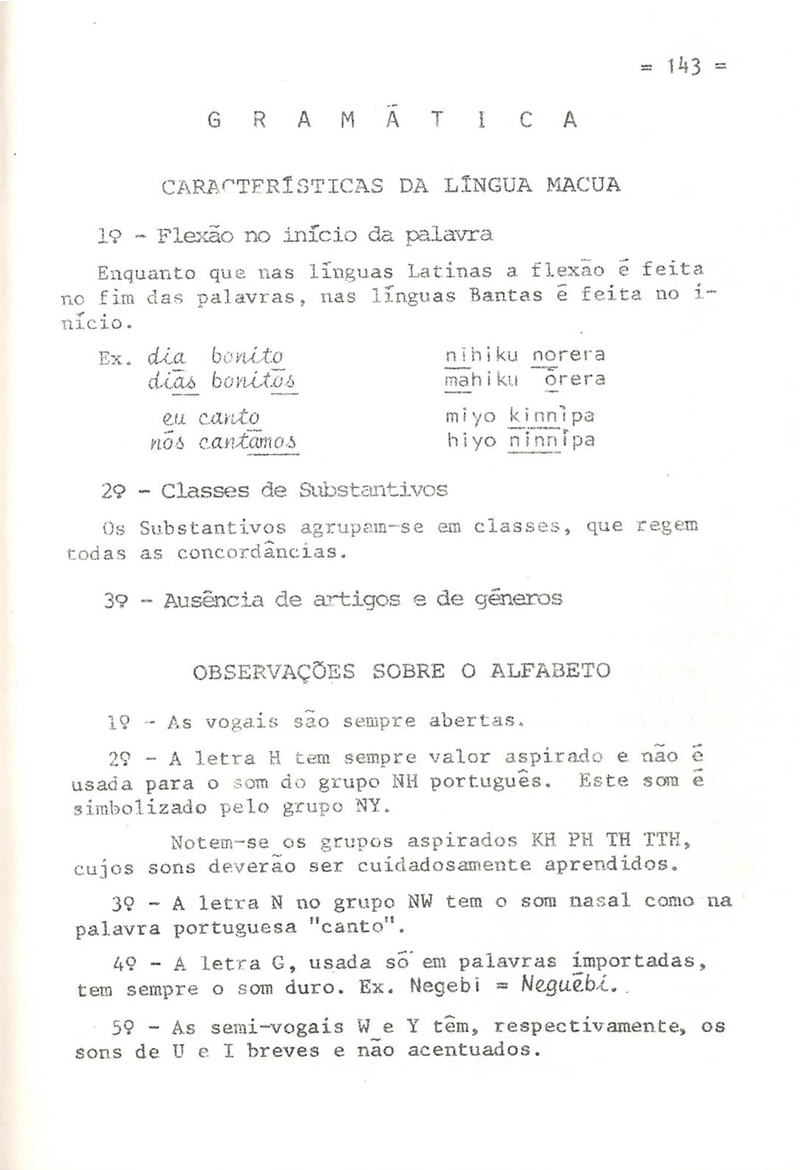 = 143 =
G R A M Á T I C A
CARACTERÍSTICAS DA LÍNGUA MACUA
1º - Flexão no início da palavra
Enquanto que nas línguas Latinas a flexão é feita
no fim das palavras, nas línguas Bantas é feita no i-
nício.
Ex. dia bonito nihiku norera
dias bonitos mahiku òrera
eu canto miyo kinnìpa
nós cantamos hiyo ninnìpa
2º - Classes de Substantivos
Os Substantivos agrupam-se em classes, que regem
todas as concordâncias.
3º - Ausência de artigos e de géneros
OBSERVAÇÕES SOBRE O ALFABETO
1º - As vogais são sempre abertas.
2º - A letra H tem sempre valor aspirado e não é
usada para o som do grupo NH português. Este som é
simbolizado pelo grupo NY.
Notem-se os grupos aspirados KH PH TH TTH,
cujos sons deverão ser cuidadosamente aprendidos.
3º - A letra N no grupo NW tem o som nasal como na
palavra portuguesa "canto".
4º - A letra G, usada só em palavras importadas,
tem sempre o som duro. Ex. Negebi = Neguébi.
5º - As semi-vogais W e Y têm, respectivamente, os
sons de U e I breves e não acentuados.